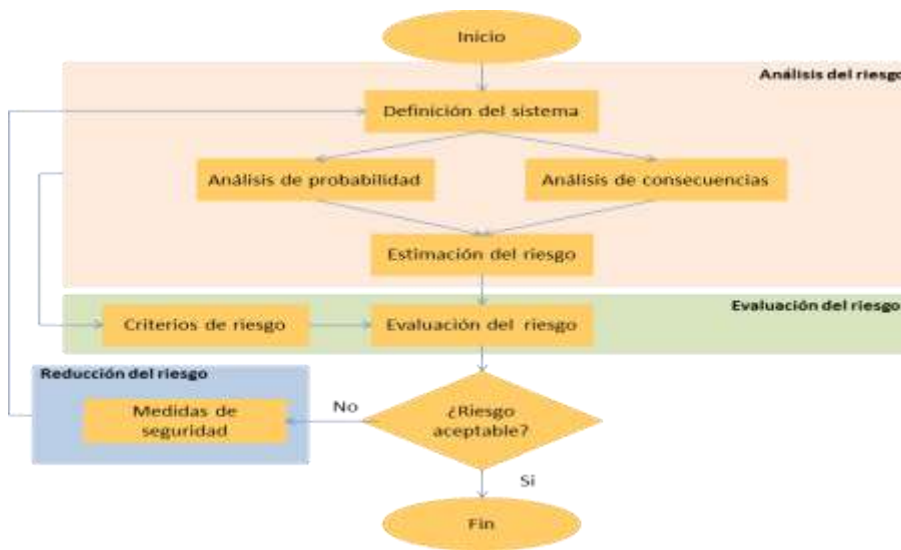 Inicio
Análisis del riesgo
Definición del sistema
Análisis de probabilidad
Análisis de consecuencias
Estimación del riesgo
Evaluación del riesgo
Criterios de riesgo
Evaluación del riesgo
Reducción del riesgo
Medidas de
seguridad
No
¿Riesgo
aceptable?
Si
Fin